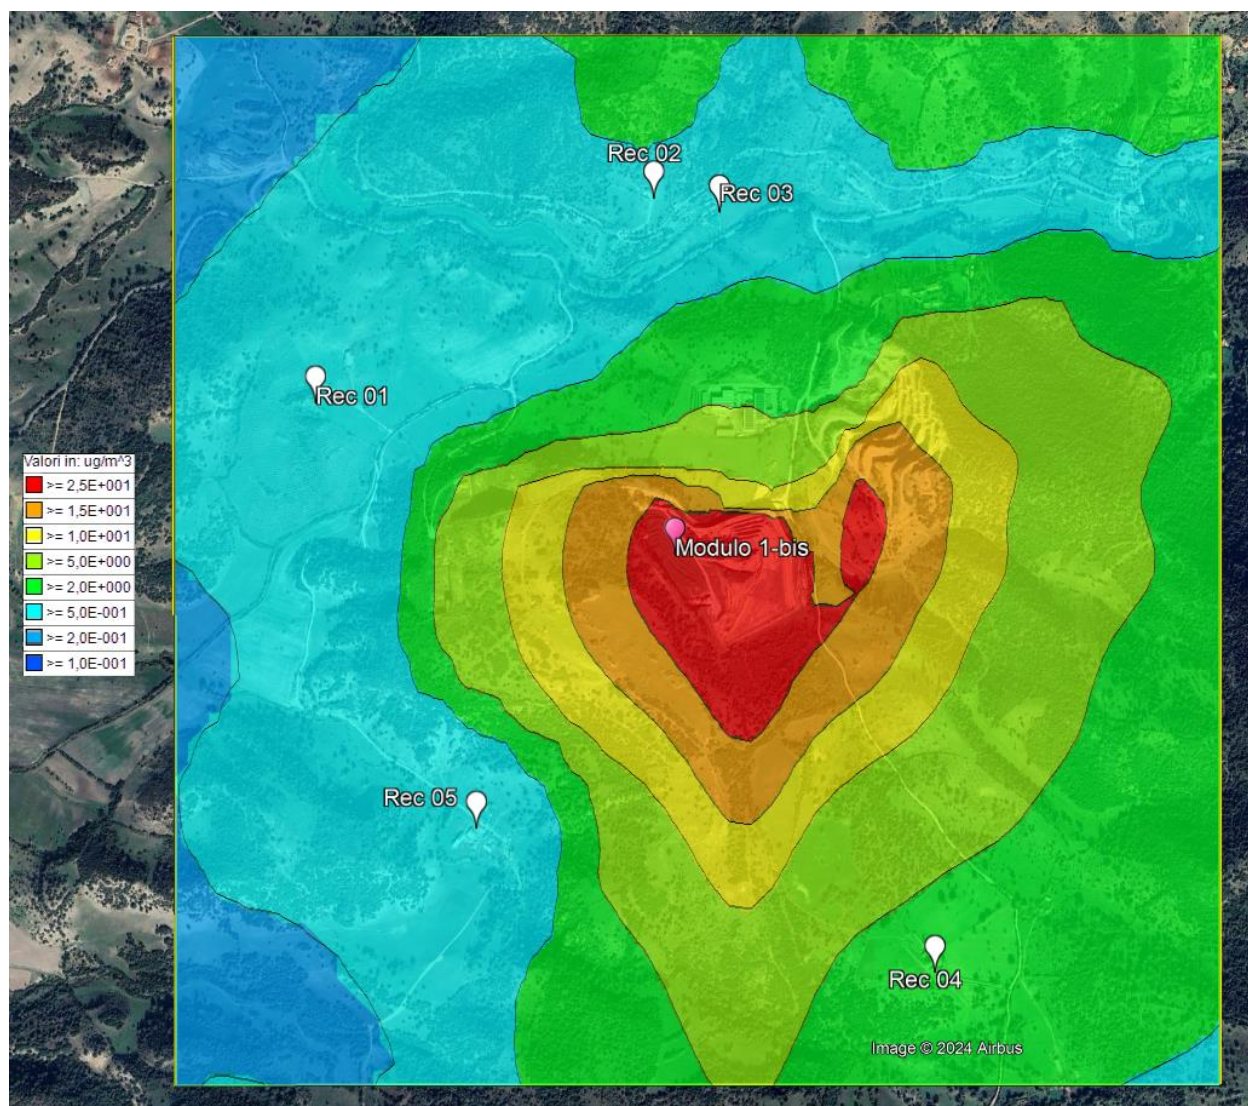 Rec 02
Rec 03
Rec 01
Valori in: ug/m^3
>= 2,5E+001
>= 1,5E+001
>= 1,0E+001
>= 5,0E+000
>= 2,0E+000
>= 5,0E-001
>= 2,0E-001
>= 1,0E-001
Modulo 1-bis
Rec 05
Rec 04
Image © 2024 Airbus